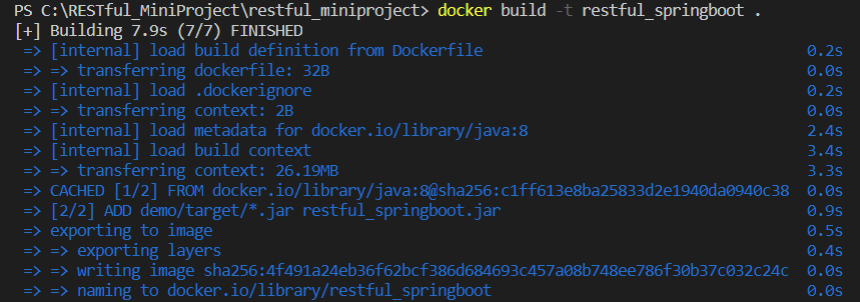 PS C:\RESTful_MiniProject\restful_miniproject> docker build -t restful_springboot .
[+] Building 7.9s (7/7) FINISHED
=> [internal] load build definition from Dockerfile 0.2s
=> => transferring dockerfile: 32B 0.0s
=> [internal] load .dockerignore 0.2s
=> => transferring context: 2B 0.0s
=> [internal] load metadata for docker.io/library/java:8 2.4s
=> [internal] load build context 3.4s
=> => transferring context: 26.19MB 3.3s
=> CACHED [1/2] FROM docker.io/library/java:8@sha256:c1ff613e8ba25833d2e1940da0940c38 0.0s
=> [2/2] ADD demo/target/*.jar restful_springboot.jar 0.9s
=> exporting to image 0.5s
=> => exporting layers 0.4s
=> => writing image sha256:4f491a24eb36f62bcf386d684693c457a08b748ee786f30b37c032c24c 0.0s
=> => naming to docker.io/library/restful_springboot 0.0s